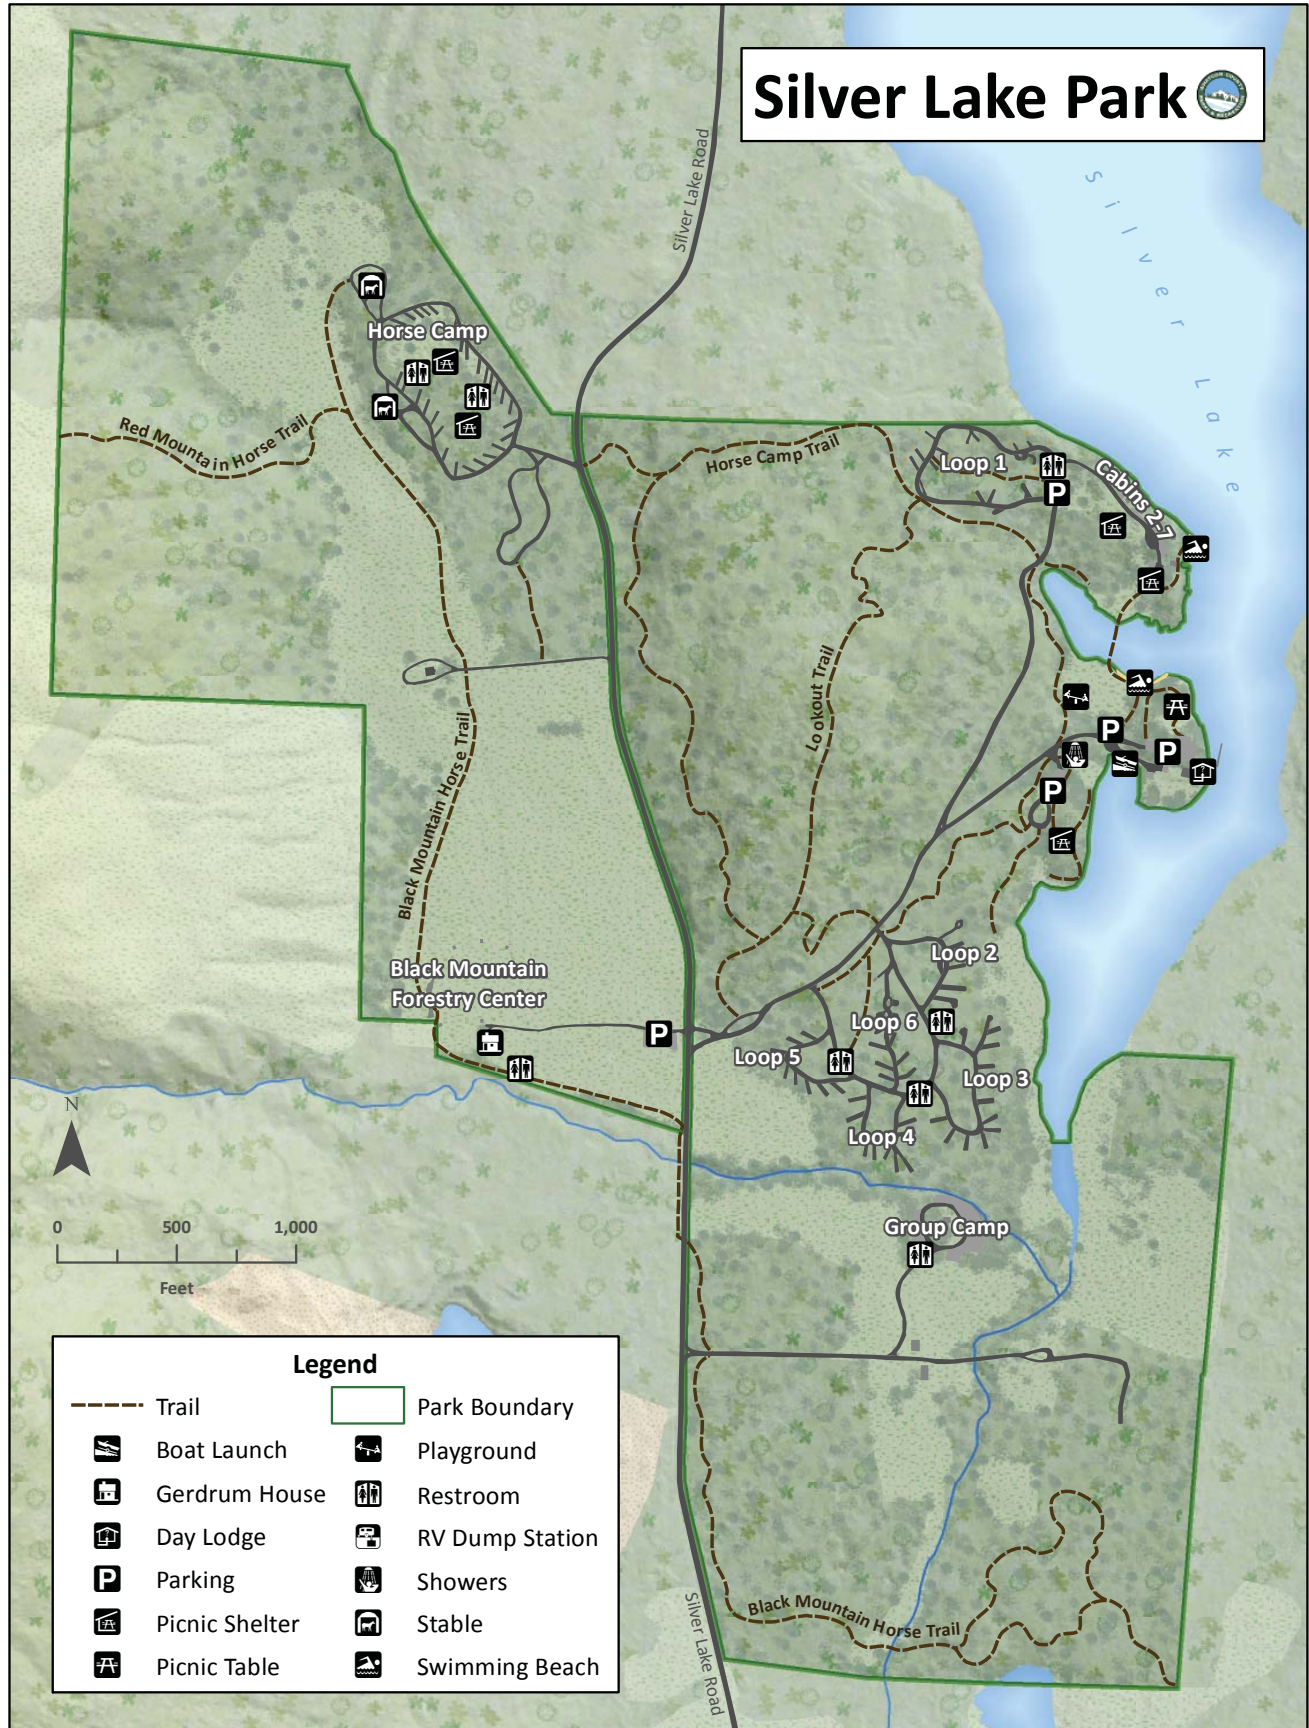 Silver Lake Park
Silver Lake Road
Silver Lake
Horse Camp
Red Mountain Horse Trail
Horse Camp Trail
Loop 1
P
Cabins 2-7
Lookout Trail
P
P
P
Black Mountain Horse Trail
Black Mountain
Forestry Center
P
Loop 2
Loop 6
Loop 5
Loop 3
Loop 4
N
0 500 1,000
Feet
Group Camp
Legend
Trail Park Boundary
Boat Launch Playground
Gerdrum House Restroom
Day Lodge RV Dump Station
P Parking Showers
Picnic Shelter Stable
Picnic Table Swimming Beach
Black Mountain Horse Trail
Silver Lake Road